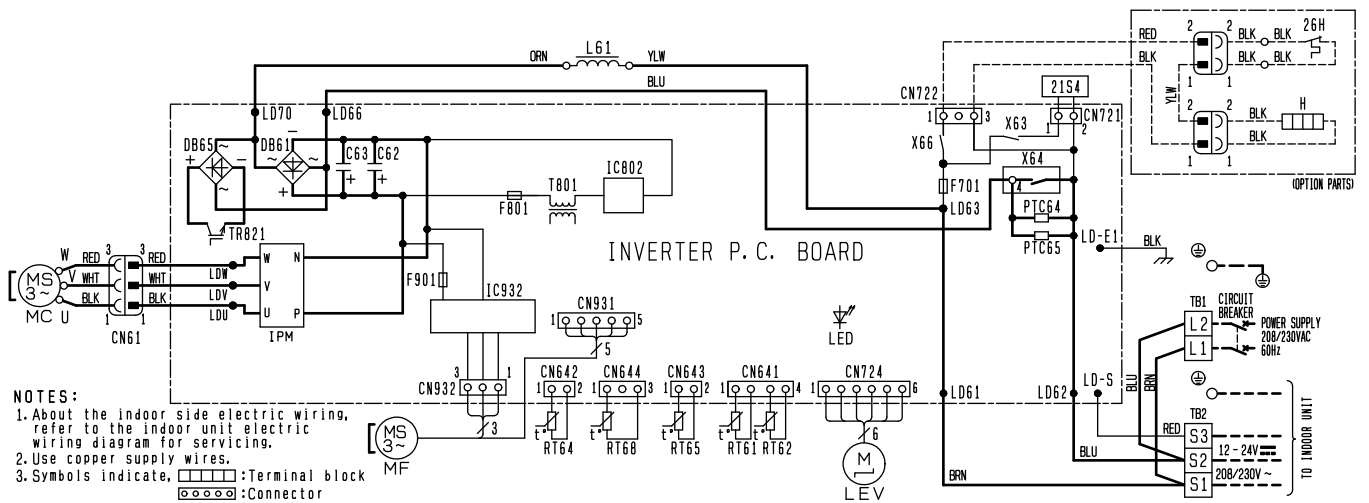 L61
ORN
YLW
BLU
RED
BLK
YLW
2
2
BLK
BLK
26H
BLK
BLK
1
1
2
2
BLK
H
BLK
1
1
(OPTION PARTS)
CN722
1
3
21S4
CN721
1
2
LD70
LD66
X63
X66
X64
4
F701
LD63
PTC64
PTC65
DB65
~
+
−
~
DB61
−
~
~
+
C63
+
C62
+
IC802
T801
F801
TR821
INVERTER P.C. BOARD
LD-E1
BLK
W
RED
3
3
RED
LDW
V
WHT
WHT
LDV
BLK
BLK
LDU
MS
3~
MC
U
1
1
CN61
W
N
V
U
P
IPM
F901
IC932
CN931
1
5
5
LED
TB1
CIRCUIT
BREAKER
L2
L1
POWER SUPPLY
208/230VAC
60Hz
BLU
BRN
3
1
CN932
3
MS
3~
MF
CN642
1
2
t°
RT64
CN644
1
3
t°
RT68
CN643
1
2
t°
RT65
CN641
1
4
t°
RT61
t°
RT62
CN724
1
6
6
M
LEV
LD61
LD62
LD-S
TB2
RED
S3
12-24V
BLU
S2
208/230V ~
BRN
S1
TO INDOOR UNIT
NOTES:
1. About the indoor side electric wiring,
refer to the indoor unit electric
wiring diagram for servicing.
2. Use copper supply wires.
3. Symbols indicate, :Terminal block
:Connector